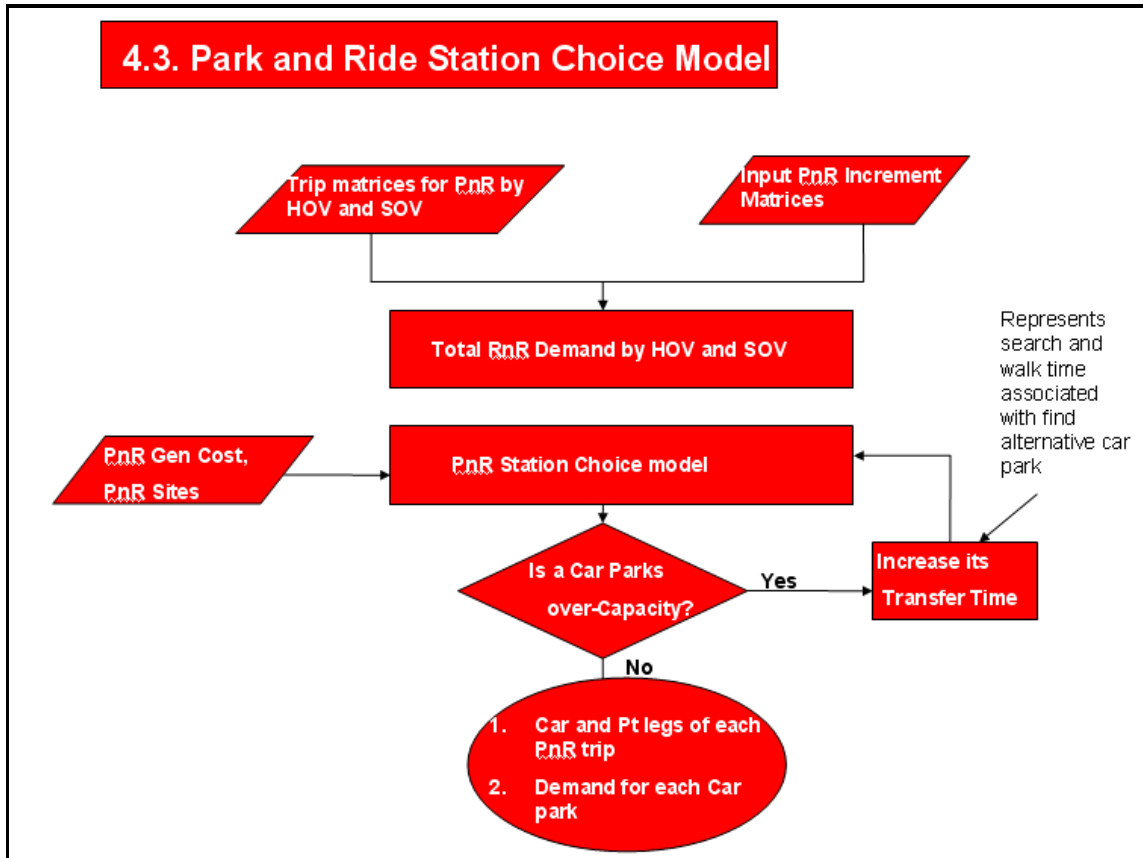 4.3. Park and Ride Station Choice Model
Trip matrices for PnR by
HOV and SOV
Input PnR Increment
Matrices
Total RnR Demand by HOV and SOV
Represents
search and
walk time
associated
with find
alternative car
park
PnR Gen Cost,
PnR Sites
PnR Station Choice model
Is a Car Parks
over-Capacity?
Yes
Increase its
Transfer Time
No
1. Car and Pt legs of each
PnR trip
2. Demand for each Car
park